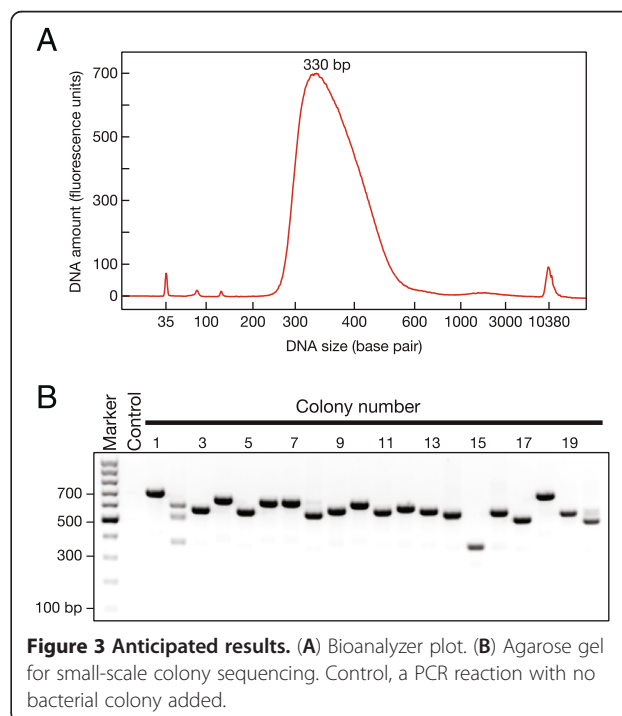 A
330 bp
DNA amount (fluorescence units)
700
500
300
100
0
35 100 200 300 400 600 1000 3000 10380
DNA size (base pair)
B
Marker
Control
Colony number
1 3 5 7 9 11 13 15 17 19
700
500
300
100 bp
Figure 3 Anticipated results. (A) Bioanalyzer plot. (B) Agarose gel
for small-scale colony sequencing. Control, a PCR reaction with no
bacterial colony added.